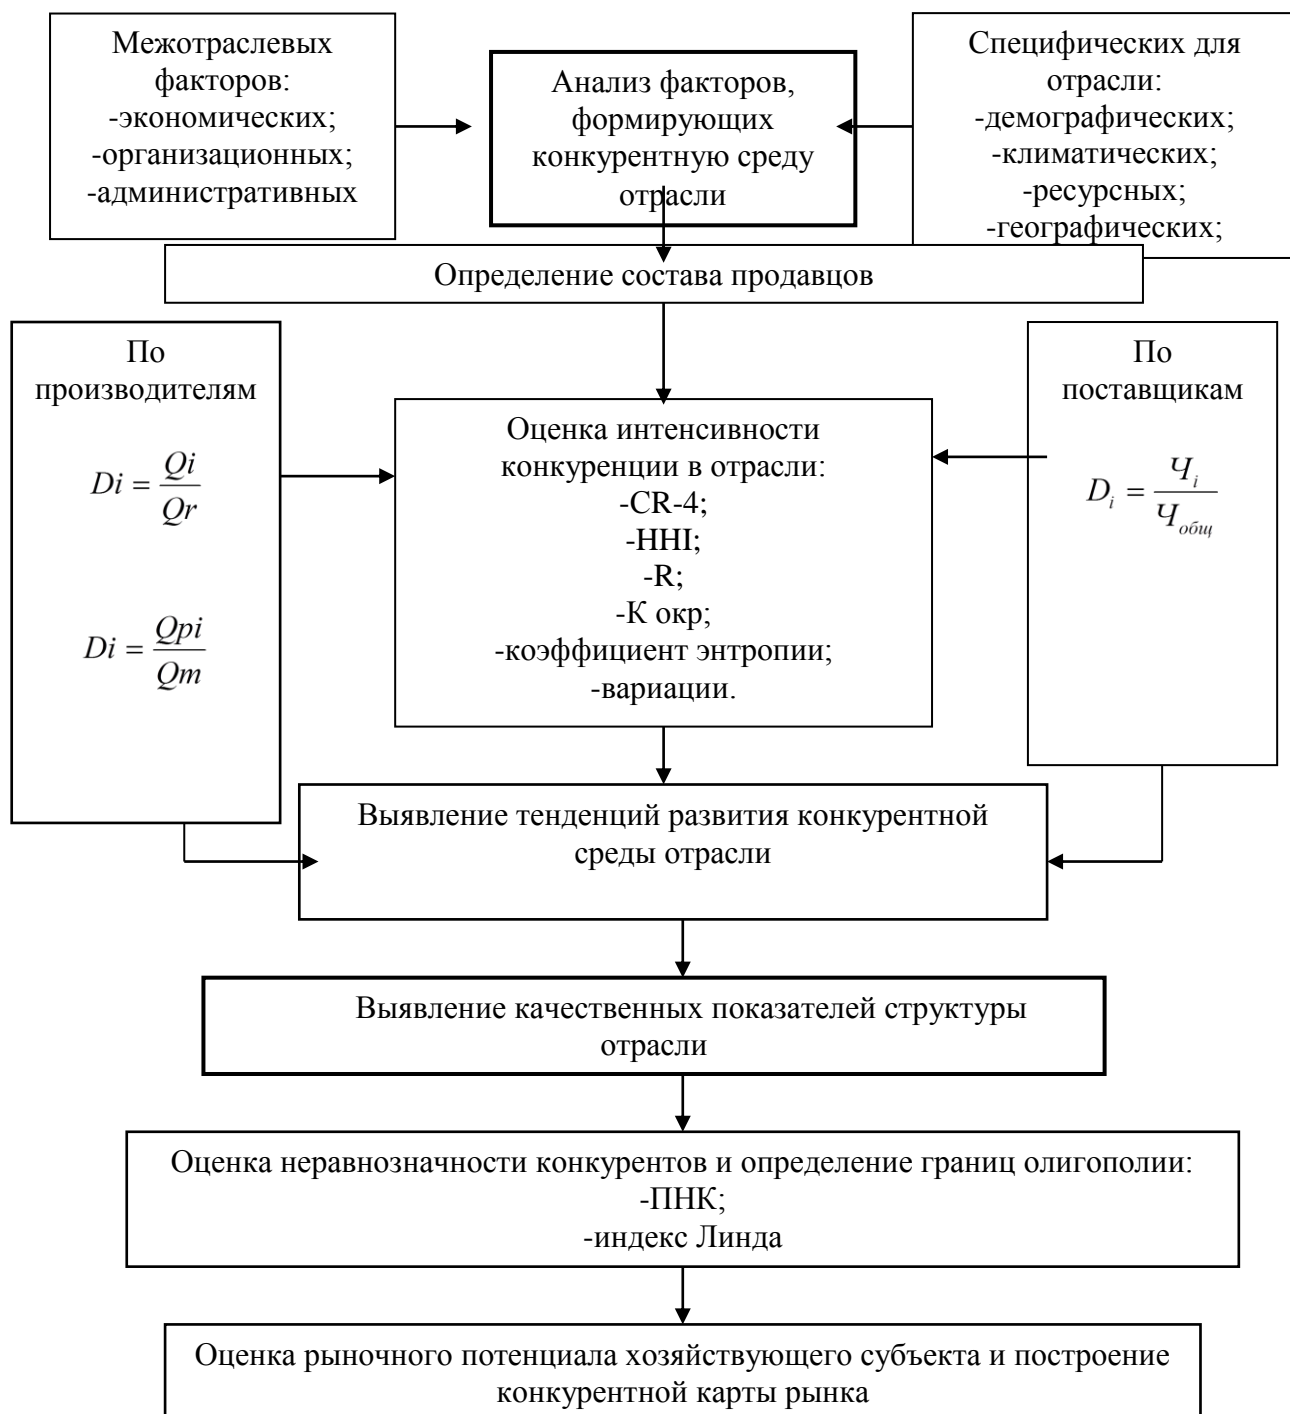 Межотраслевых
факторов:
-экономических;
-организационных;
-административных
Анализ факторов,
формирующих
конкурентную среду
отрасли
Специфических для
отрасли:
-демографических;
-климатических;
-ресурсных;
-географических;
Определение состава продавцов
По
производителям
Di = Qi / Qr
Di = Qpi / Qm
Оценка интенсивности
конкуренции в отрасли:
-CR-4;
-HHI;
-R;
-К окр;
-коэффициент энтропии;
-вариации.
По
поставщикам
D_i = Ч_i / Ч_общ
Выявление тенденций развития конкурентной
среды отрасли
Выявление качественных показателей структуры
отрасли
Оценка неравнозначности конкурентов и определение границ олигополии:
-ПНК;
-индекс Линда
Оценка рыночного потенциала хозяйствующего субъекта и построение
конкурентной карты рынка